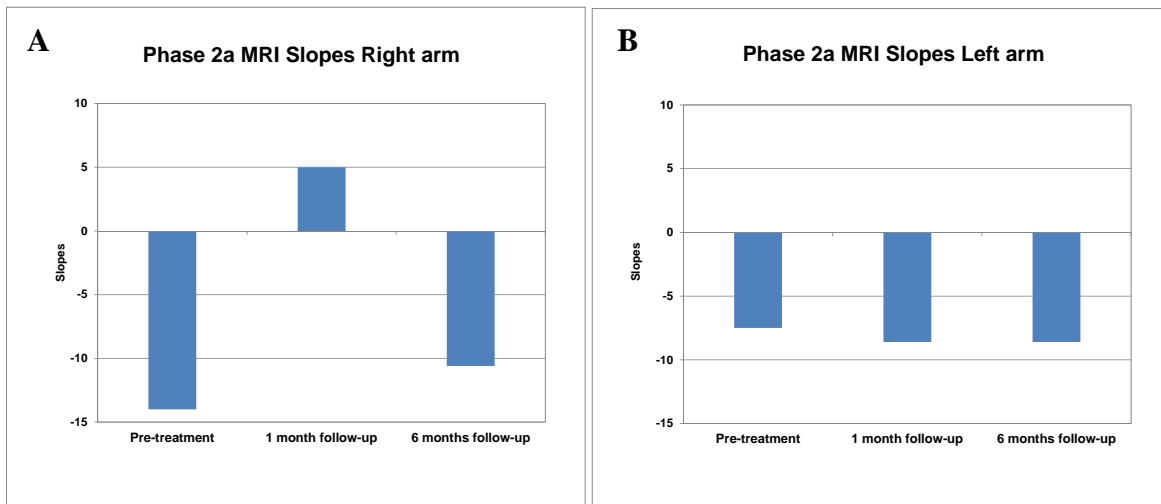 A
Phase 2a MRI Slopes Right arm
10
5
0
-5
-10
-15
Slopes
Pre-treatment 1 month follow-up 6 months follow-up
B
Phase 2a MRI Slopes Left arm
10
5
0
-5
-10
-15
Slopes
Pre-treatment 1 month follow-up 6 months follow-up